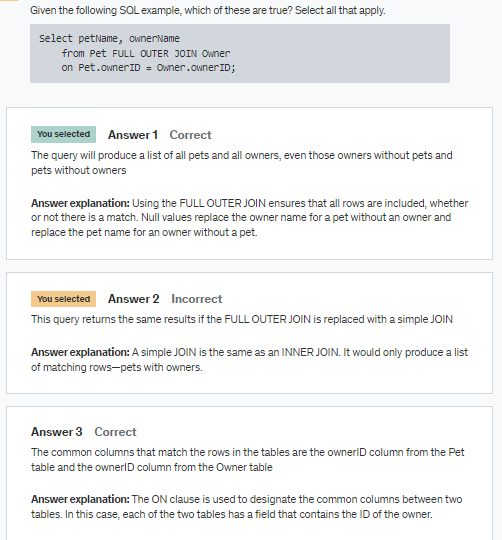 Given the following SQL example, which of these are true? Select all that apply.
Select petName, ownerName
from Pet FULL OUTER JOIN Owner
on Pet.ownerID = Owner.ownerID;
You selected Answer 1 Correct
The query will produce a list of all pets and all owners, even those owners without pets and
pets without owners
Answer explanation: Using the FULL OUTER JOIN ensures that all rows are included, whether
or not there is a match. Null values replace the owner name for a pet without an owner and
replace the pet name for an owner without a pet.
You selected Answer 2 Incorrect
This query returns the same results if the FULL OUTER JOIN is replaced with a simple JOIN
Answer explanation: A simple JOIN is the same as an INNER JOIN. It would only produce a list
of matching rows—pets with owners.
Answer 3 Correct
The common columns that match the rows in the tables are the ownerID column from the Pet
table and the ownerID column from the Owner table
Answer explanation: The ON clause is used to designate the common columns between two
tables. In this case, each of the two tables has a field that contains the ID of the owner.